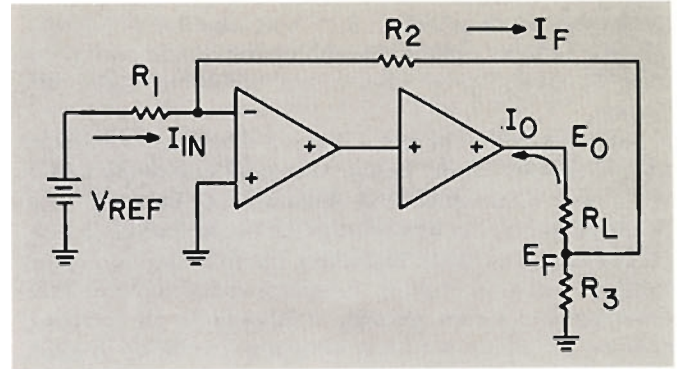 R2
IF
R1
IIN
VREF
-
+
+
+
+
IO
EO
RL
EF
R3